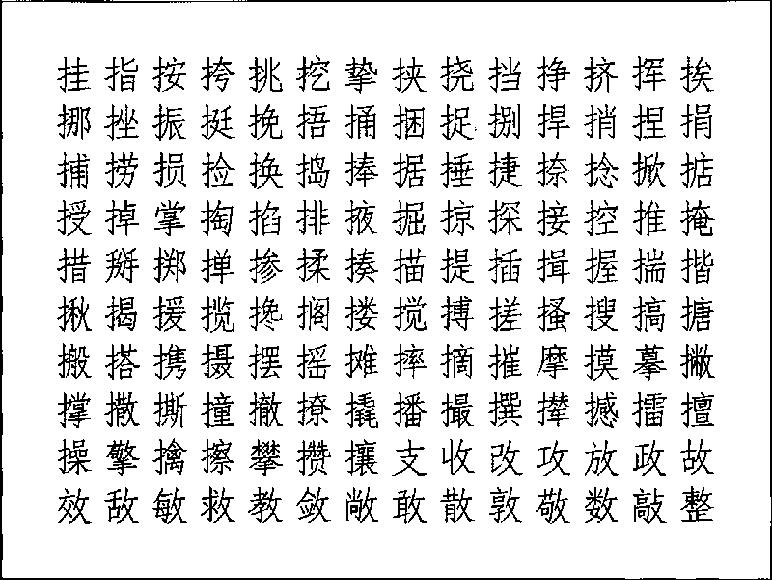 挂指按挎挑挖挚挟挠挡挣挤挥挨
挪挫振挺挽捂捅捆捉捌捍捎捏捐
捕捞损捡换捣捧据捶捷捺捻掀掂
授掉掌掏掐排掖掘掠探接控推掩
措掰掷掸掺揉揍描提插揖握揣揩
揪揭援揽搀搁搂搅搏搓搔搜搞搪
搬搭携摄摆摇摊摔摘摧摩摸摹撇
撑撒撕撞撤撩撬播撮撰撵撼擂擅
操擎擒擦攀攒攘支收改攻放政故
效敌敏救教敛敞敢散敦敬数敲整